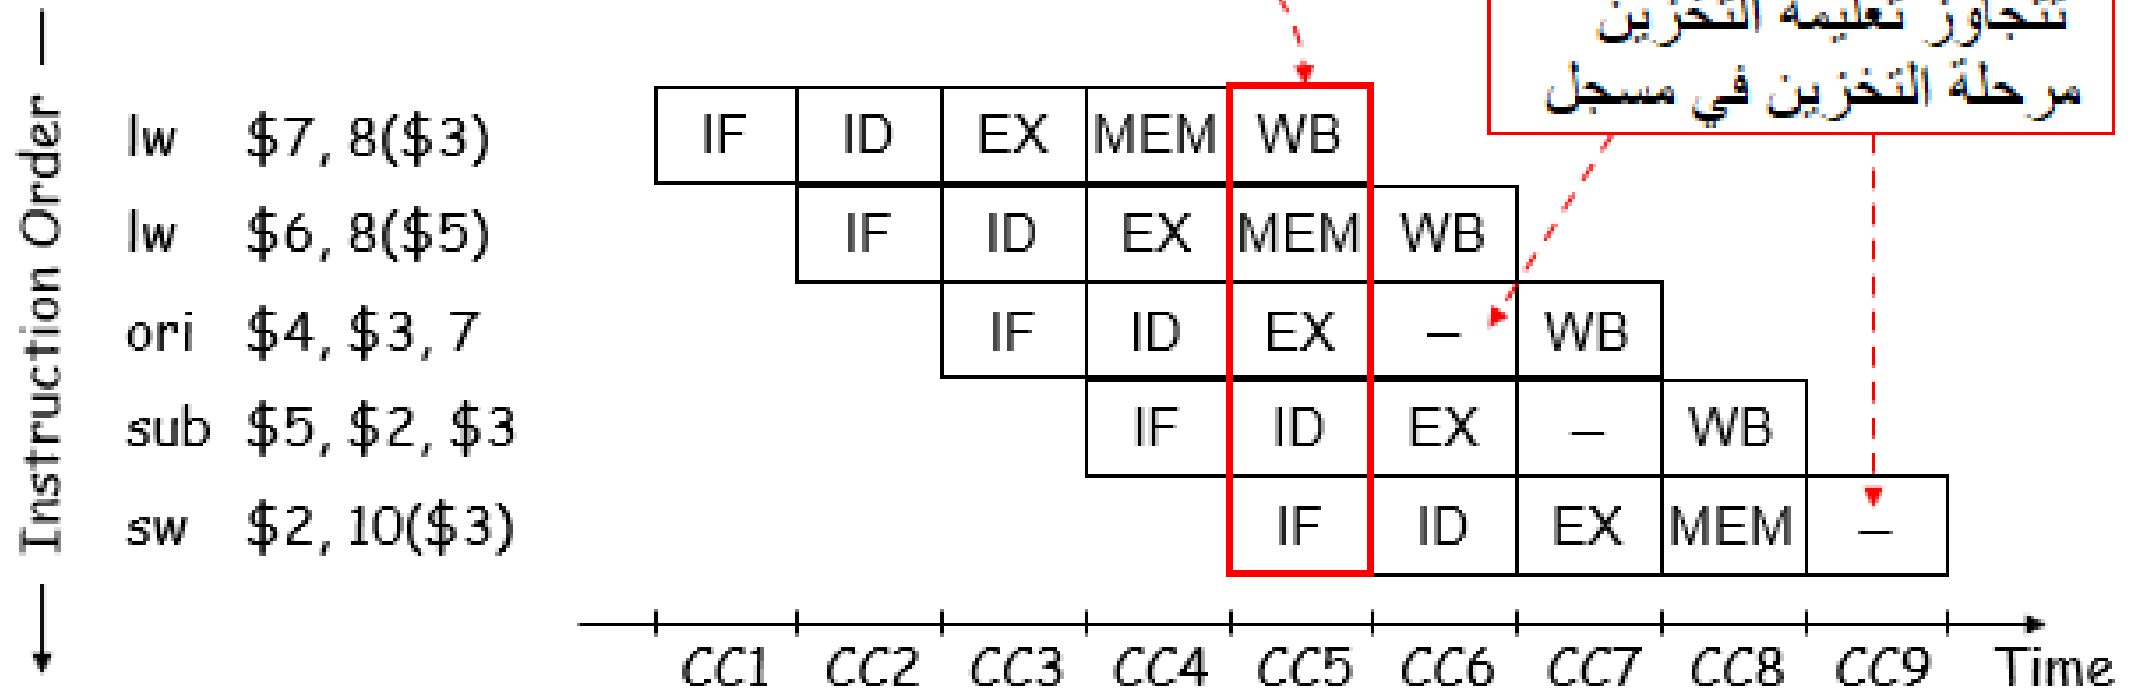 تتجاوز تعليمة التخزين
مرحلة التخزين في مسجل
Instruction Order
lw $7, 8($3) IF ID EX MEM WB
lw $6, 8($5) IF ID EX MEM WB
ori $4, $3, 7 IF ID EX – WB
sub $5, $2, $3 IF ID EX – WB
sw $2, 10($3) IF ID EX MEM –
CC1 CC2 CC3 CC4 CC5 CC6 CC7 CC8 CC9 Time